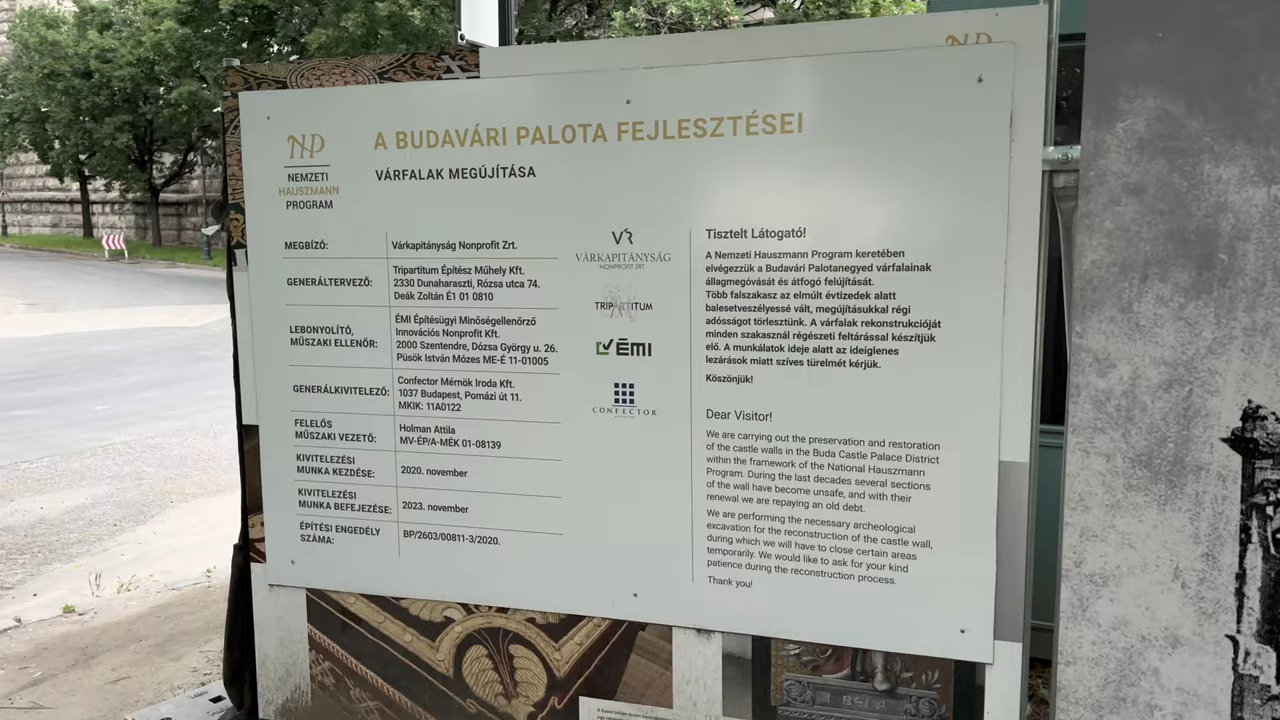 A BUDAVÁRI PALOTA FEJLESZTÉSEI
VÁRFALAK MEGÚJÍTÁSA
NP
NEMZETI
HAUSZMANN
PROGRAM
MEGBÍZÓ:
Várkapitányság Nonprofit Zrt.
GENERÁLTERVEZŐ:
Tripartitum Építész Műhely Kft.
2330 Dunaharaszti, Rózsa utca 74.
Deák Zoltán É1 01 0810
LEBONYOLÍTÓ,
MŰSZAKI ELLENŐR:
ÉMI Építésügyi Minőségellenőrző
Innovációs Nonprofit Kft.
2000 Szentendre, Dózsa György u. 26.
Püsök István Mózes ME-É 11-01005
GENERÁLKIVITELEZŐ:
Confector Mérnök Iroda Kft.
1037 Budapest, Pomázi út 11.
MKIK: 11A0122
FELELŐS
MŰSZAKI VEZETŐ:
Holman Attila
MV-ÉP/A-MÉK 01-08139
KIVITELEZÉSI
MUNKA KEZDÉSE:
2020. november
KIVITELEZÉSI
MUNKA BEFEJEZÉSE:
2023. november
ÉPÍTÉSI ENGEDÉLY
SZÁMA:
BP/2603/00811-3/2020.
VÁRKAPITÁNYSÁG
NONPROFIT ZRT
TRIPARTITUM
ÉMI
CONFECTOR
Tisztelt Látogató!
A Nemzeti Hauszmann Program keretében
elvégezzük a Budavári Palotanegyed várfalainak
állagmegóvását és átfogó felújítását.
Több falszakasz az elmúlt évtizedek alatt
balesetveszélyessé vált, megújításukkal régi
adósságot törlesztünk. A várfalak rekonstrukcióját
minden szakasznál régészeti feltárással készítjük
elő. A munkálatok ideje alatt az ideiglenes
lezárások miatt szíves türelmét kérjük.
Köszönjük!
Dear Visitor!
We are carrying out the preservation and restoration
of the castle walls in the Buda Castle Palace District
within the framework of the National Hauszmann
Program. During the last decades several sections
of the wall have become unsafe, and with their
renewal we are repaying an old debt.
We are performing the necessary archeological
excavation for the reconstruction of the castle wall,
during which we will have to close certain areas
temporarily. We would like to ask for your kind
patience during the reconstruction process.
Thank you!